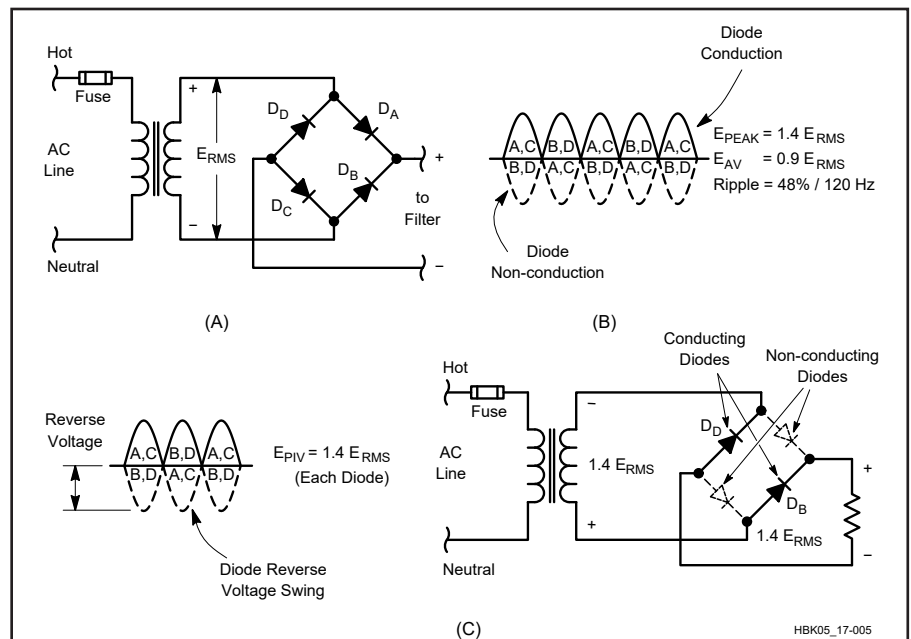 Hot
Fuse
AC
Line
Neutral
+
E_RMS
−
D_D
D_A
D_C
D_B
+
to
Filter
−
(A)
Diode
Conduction
A,C B,D A,C B,D A,C
B,D A,C B,D A,C B,D
E_PEAK = 1.4 E_RMS
E_AV = 0.9 E_RMS
Ripple = 48% / 120 Hz
Diode
Non-conduction
(B)
Reverse
Voltage
A,C B,D A,C
B,D A,C B,D
E_PIV = 1.4 E_RMS
(Each Diode)
Diode Reverse
Voltage Swing
Hot
Fuse
AC
Line
Neutral
−
1.4 E_RMS
+
Conducting
Diodes
Non-conducting
Diodes
D_D
D_B
1.4 E_RMS
+
−
(C)
HBK05_17-005